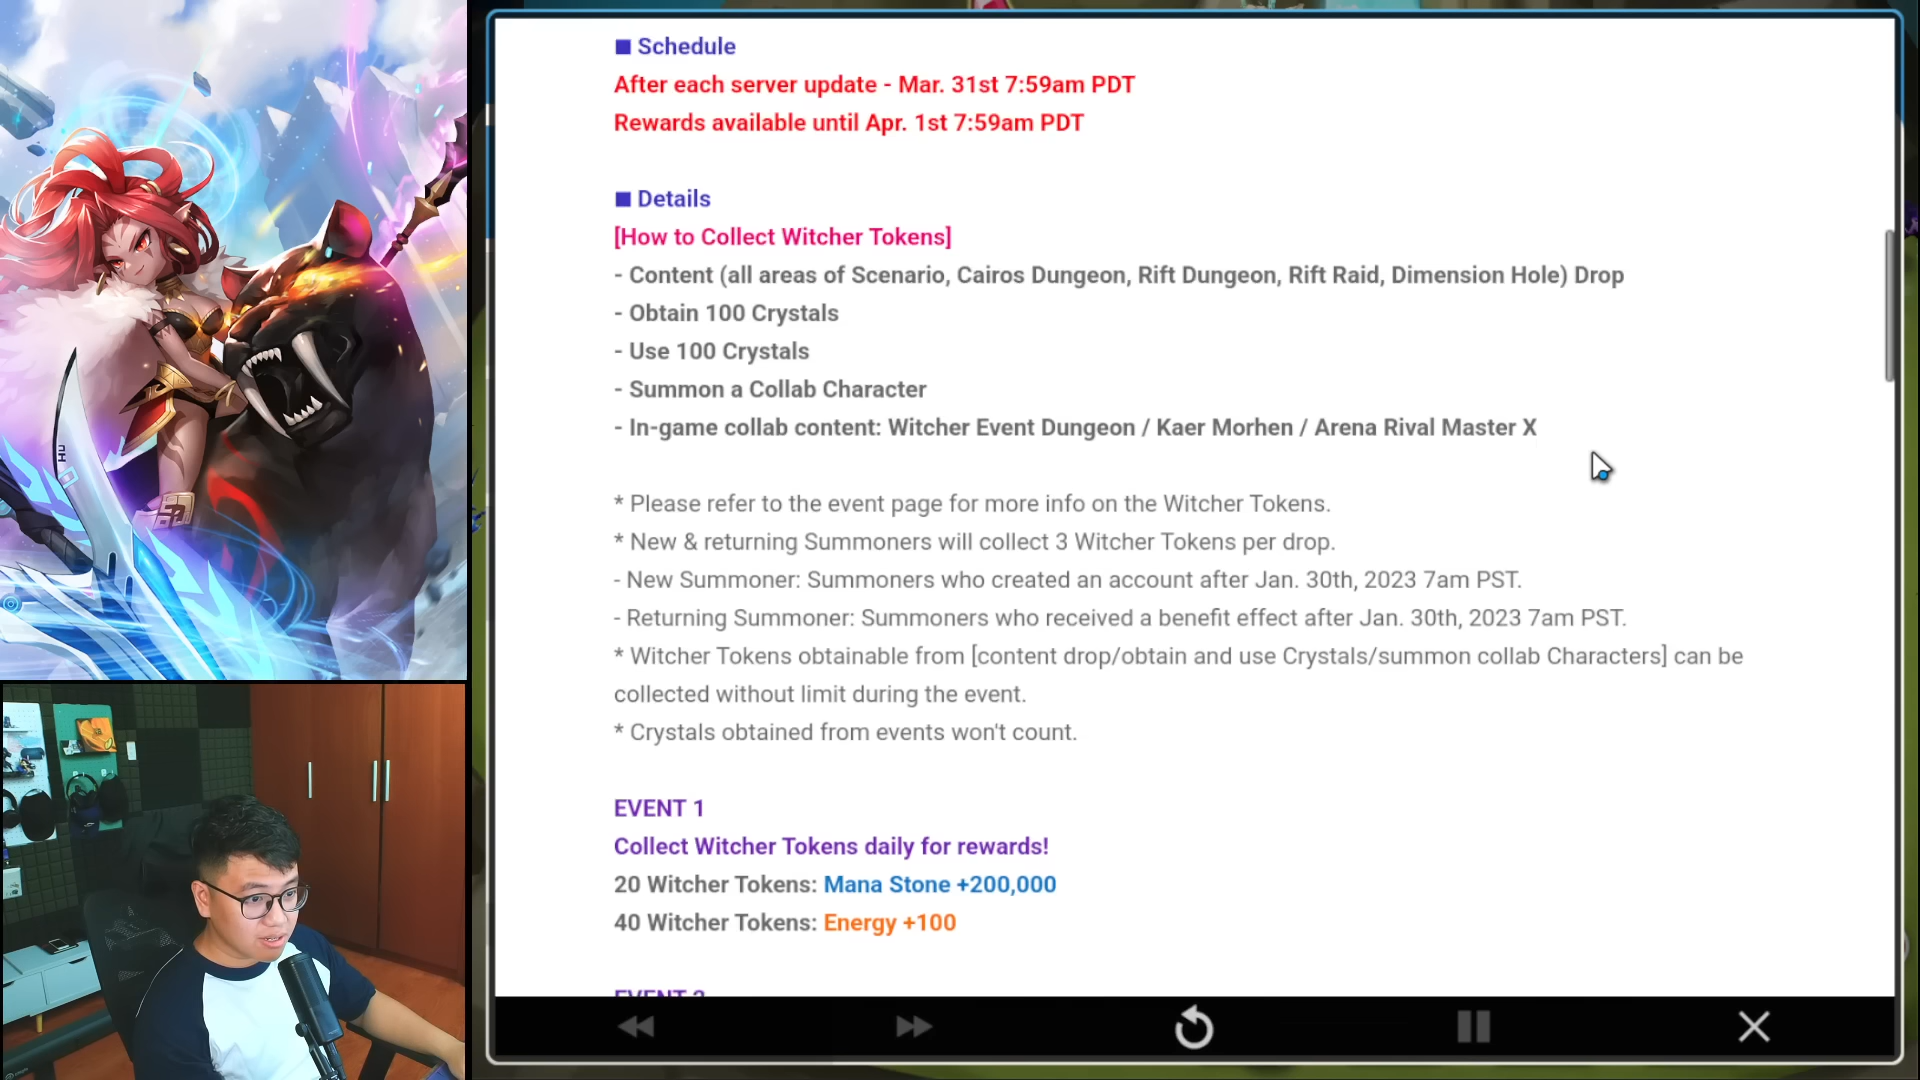 ■ Schedule
After each server update - Mar. 31st 7:59am PDT
Rewards available until Apr. 1st 7:59am PDT
■ Details
[How to Collect Witcher Tokens]
- Content (all areas of Scenario, Cairos Dungeon, Rift Dungeon, Rift Raid, Dimension Hole) Drop
- Obtain 100 Crystals
- Use 100 Crystals
- Summon a Collab Character
- In-game collab content: Witcher Event Dungeon / Kaer Morhen / Arena Rival Master X
* Please refer to the event page for more info on the Witcher Tokens.
* New & returning Summoners will collect 3 Witcher Tokens per drop.
- New Summoner: Summoners who created an account after Jan. 30th, 2023 7am PST.
- Returning Summoner: Summoners who received a benefit effect after Jan. 30th, 2023 7am PST.
* Witcher Tokens obtainable from [content drop/obtain and use Crystals/summon collab Characters] can be
collected without limit during the event.
* Crystals obtained from events won't count.
EVENT 1
Collect Witcher Tokens daily for rewards!
20 Witcher Tokens: Mana Stone +200,000
40 Witcher Tokens: Energy +100